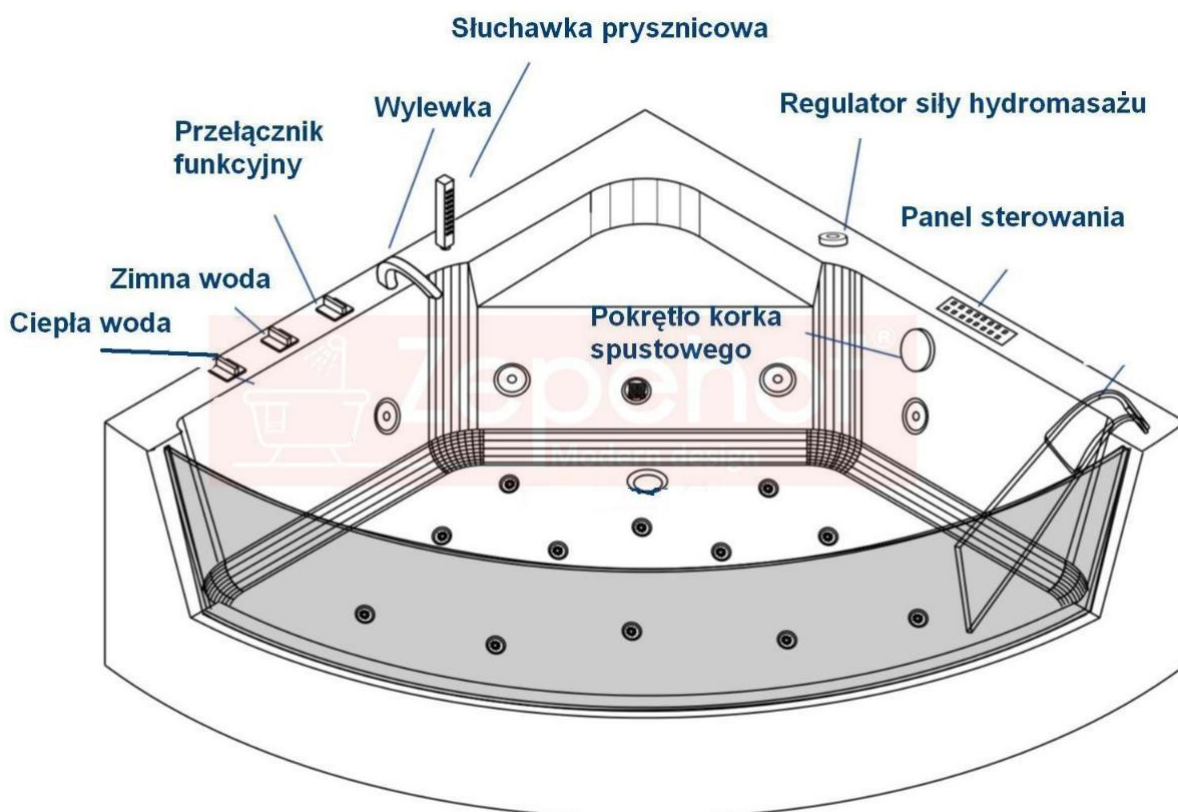 Słuchawka prysznicowa
Wylewka
Regulator siły hydromasażu
Przełącznik
funkcyjny
Panel sterowania
Zimna woda
Ciepła woda
Pokrętło korka
spustowego
Zepenot ®
Modern design